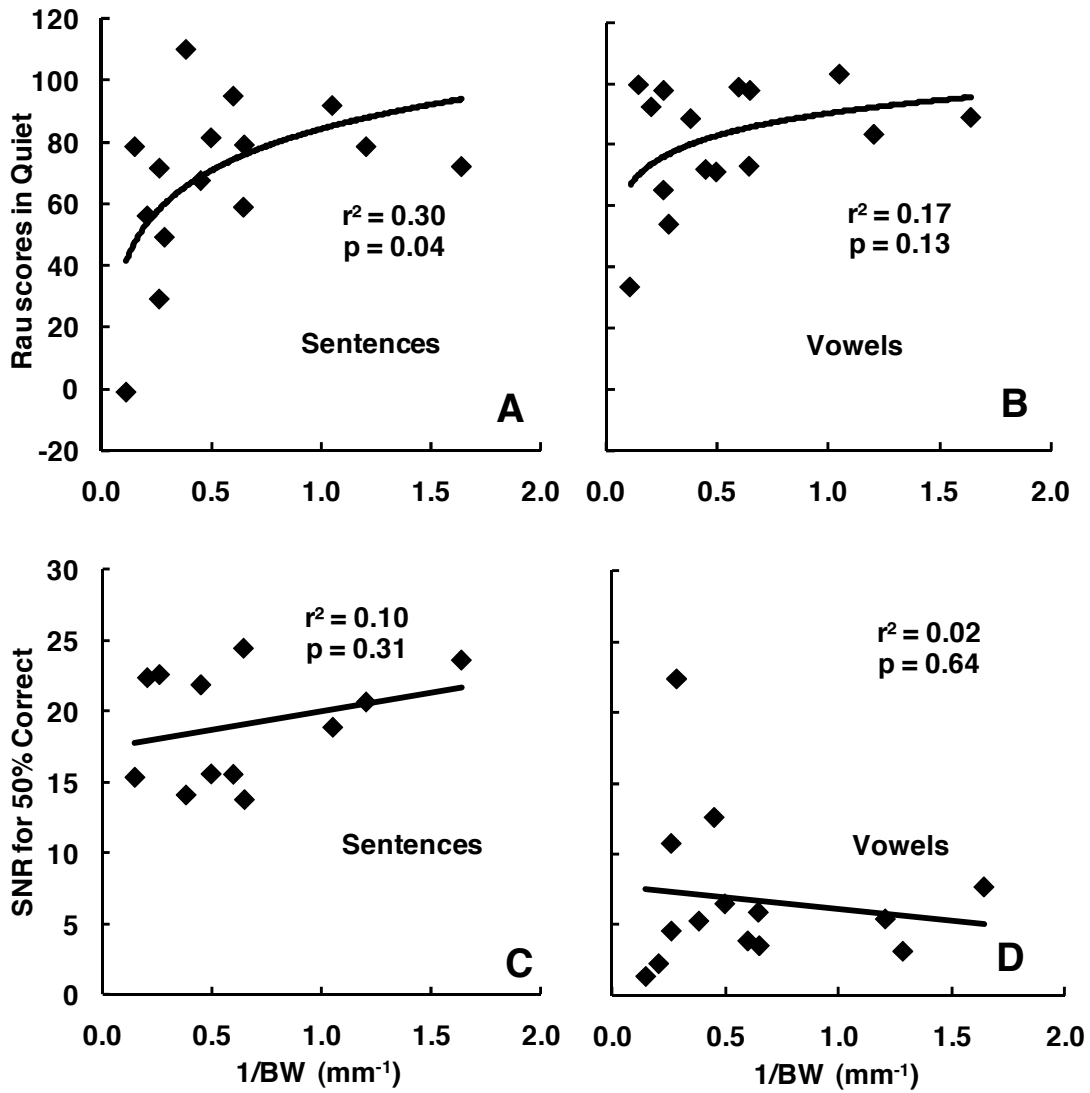 120
100
80
60
40
20
0
-20
Rau scores in Quiet
r² = 0.30
p = 0.04
Sentences
A
0.0 0.5 1.0 1.5 2.0
r² = 0.17
p = 0.13
Vowels
B
0.0 0.5 1.0 1.5 2.0
30
25
20
15
10
5
0
SNR for 50% Correct
r² = 0.10
p = 0.31
Sentences
C
0.0 0.5 1.0 1.5 2.0
1/BW (mm⁻¹)
r² = 0.02
p = 0.64
Vowels
D
0.0 0.5 1.0 1.5 2.0
1/BW (mm⁻¹)